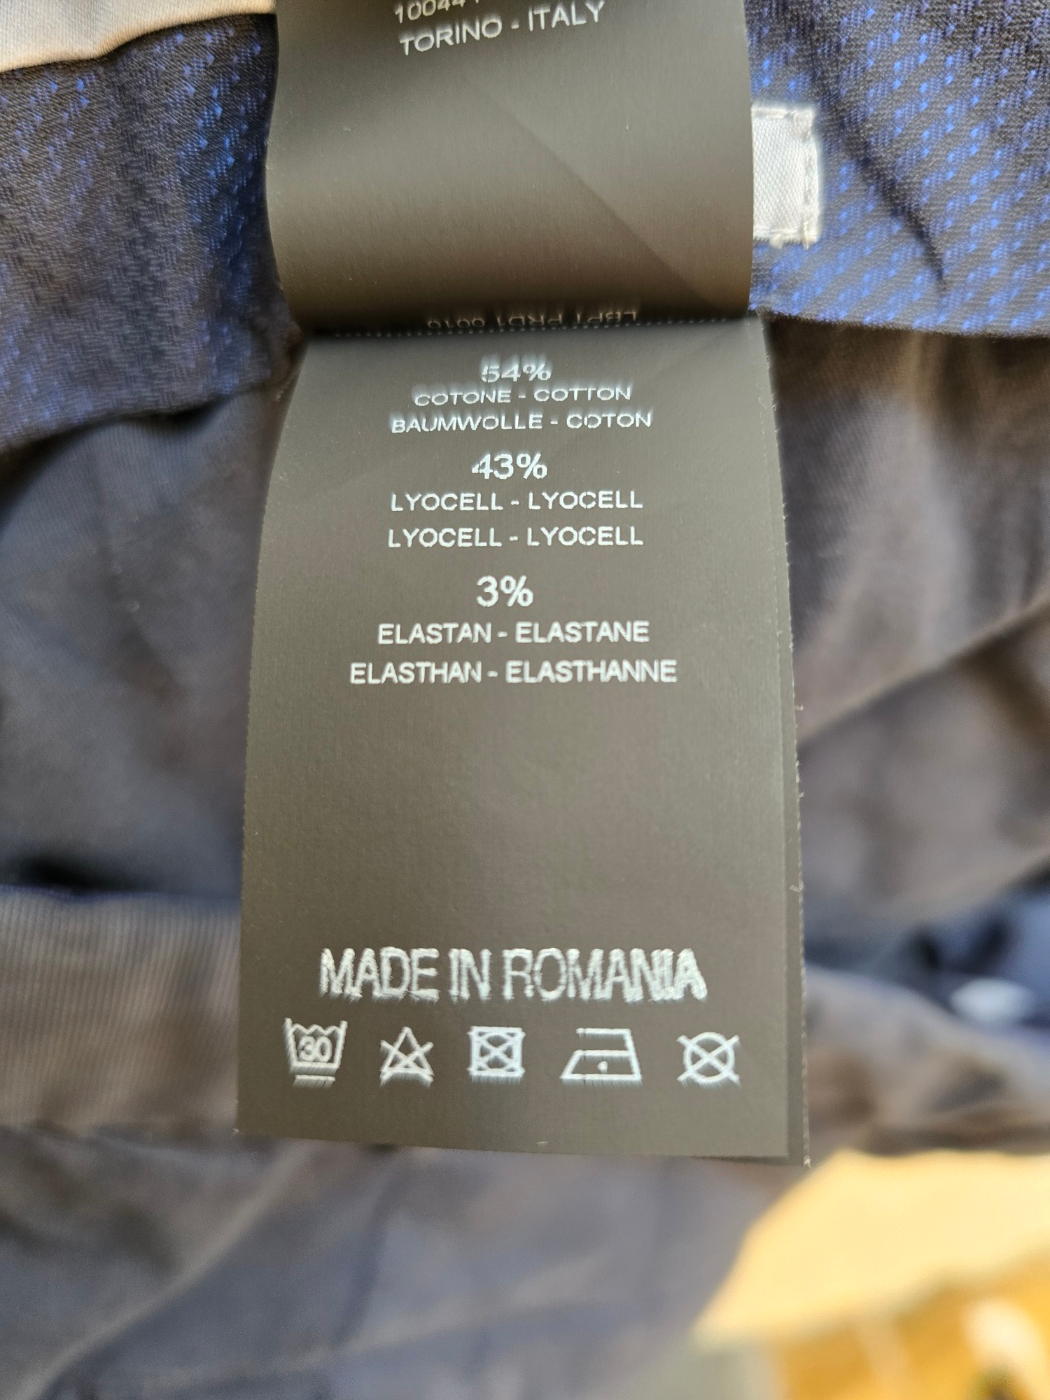 TORINO - ITALY
54%
COTONE - COTTON
BAUMWOLLE - COTON
43%
LYOCELL - LYOCELL
LYOCELL - LYOCELL
3%
ELASTAN - ELASTANE
ELASTHAN - ELASTHANNE
MADE IN ROMANIA
30